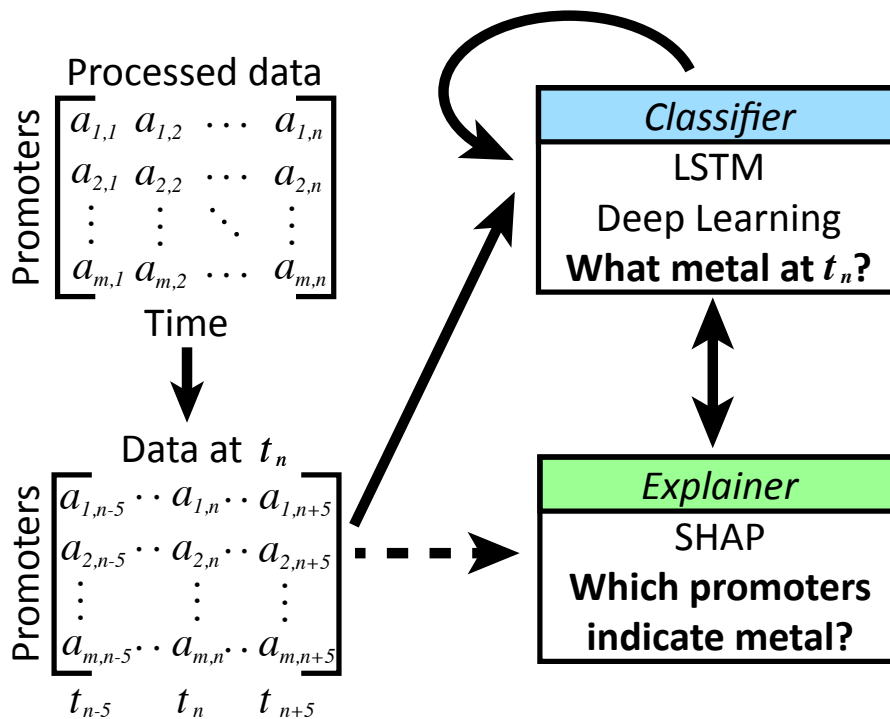 Processed data
Promoters
a1,1 a1,2 ··· a1,n
a2,1 a2,2 ··· a2,n
⋮ ⋮ ⋱ ⋮
am,1 am,2 ··· am,n
Time
Data at tn
Promoters
a1,n-5 ·· a1,n ·· a1,n+5
a2,n-5 ·· a2,n ·· a2,n+5
⋮ ⋮ ⋮
am,n-5 ·· am,n ·· am,n+5
tn-5 tn tn+5
Classifier
LSTM
Deep Learning
What metal at tn?
Explainer
SHAP
Which promoters
indicate metal?